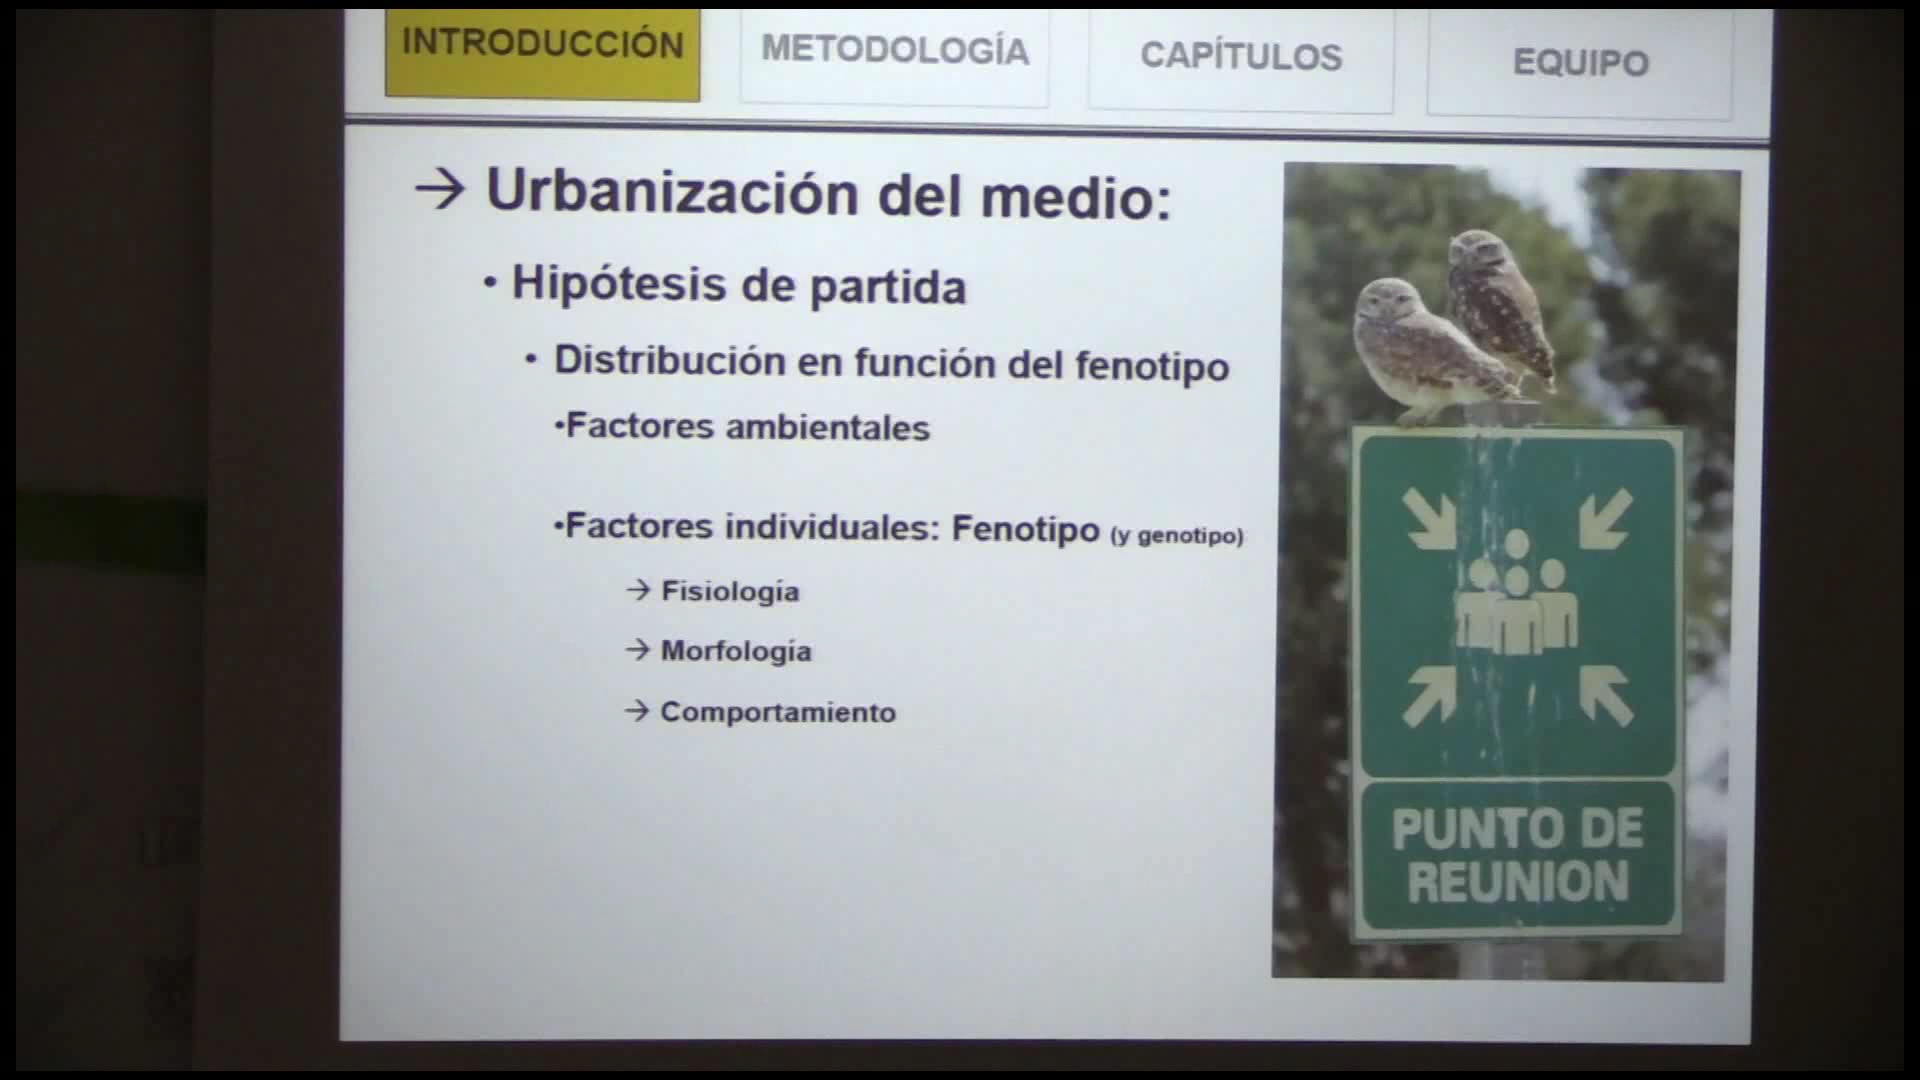 INTRODUCCIÓN METODOLOGÍA CAPÍTULOS EQUIPO
→ Urbanización del medio:
• Hipótesis de partida
• Distribución en función del fenotipo
•Factores ambientales
•Factores individuales: Fenotipo (y genotipo)
→ Fisiología
→ Morfología
→ Comportamiento
PUNTO DE
REUNION